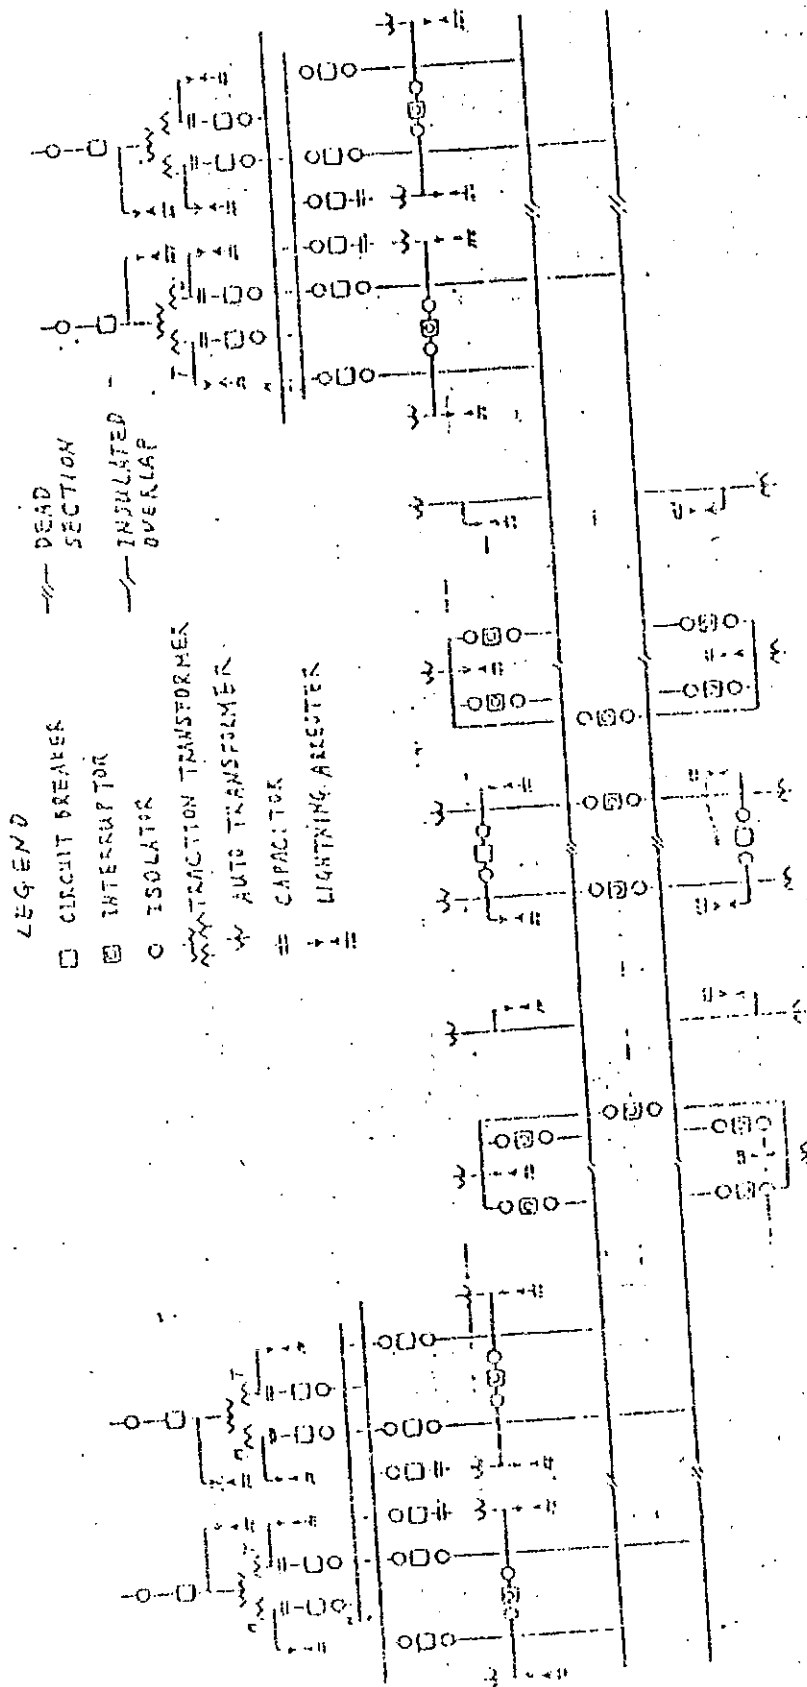 LEGEND
CIRCUIT BREAKER
INTERRUPTOR
ISOLATOR
TRACTION TRANSFORMER
AUTO TRANSFORMER
CAPACITOR
LIGHTNING ARRESTER
DEAD
SECTION
INSULATED
OVERLAP